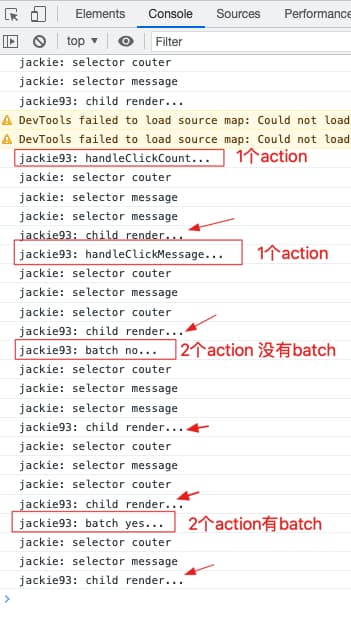 Elements Console Sources Performance
top ▼ Filter
jackie: selector couter
jackie: selector message
jackie93: child render...
DevTools failed to load source map: Could not load
DevTools failed to load source map: Could not load
jackie93: handleClickCount... 1个action
jackie: selector couter
jackie: selector message
jackie: selector message
jackie93: child render...
jackie93: handleClickMessage... 1个action
jackie: selector couter
jackie: selector message
jackie: selector couter
jackie93: child render...
jackie93: batch no... 2个action 没有batch
jackie: selector couter
jackie: selector message
jackie: selector message
jackie93: child render...
jackie: selector couter
jackie: selector message
jackie: selector couter
jackie93: child render...
jackie93: batch yes... 2个action有batch
jackie: selector couter
jackie: selector message
jackie93: child render...